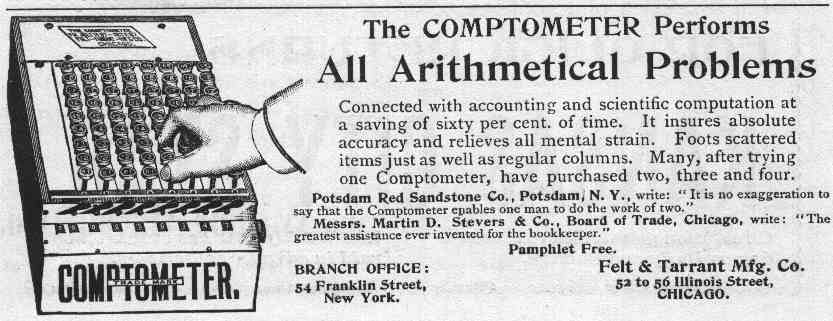 The COMPTOMETER Performs
All Arithmetical Problems
Connected with accounting and scientific computation at
a saving of sixty per cent. of time. It insures absolute
accuracy and relieves all mental strain. Foots scattered
items just as well as regular columns. Many, after trying
one Comptometer, have purchased two, three and four.
Potsdam Red Sandstone Co., Potsdam, N. Y., write: "It is no exaggeration to
say that the Comptometer enables one man to do the work of two."
Messrs. Martin D. Stevers & Co., Board of Trade, Chicago, write: "The
greatest assistance ever invented for the bookkeeper."
Pamphlet Free.
BRANCH OFFICE:
54 Franklin Street,
New York.
Felt & Tarrant Mfg. Co.
52 to 56 Illinois Street,
CHICAGO.
COMPTOMETER.
TRADE MARK